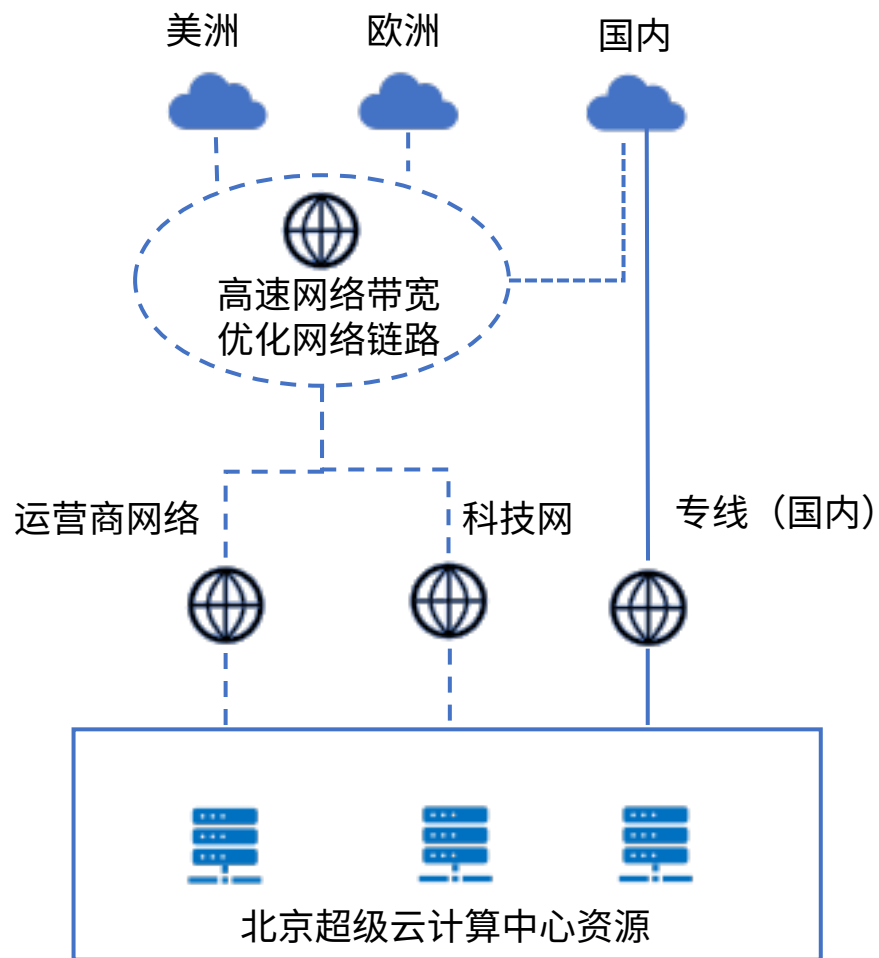 美洲
欧洲
国内
高速网络带宽
优化网络链路
运营商网络
科技网
专线（国内）
北京超级云计算中心资源